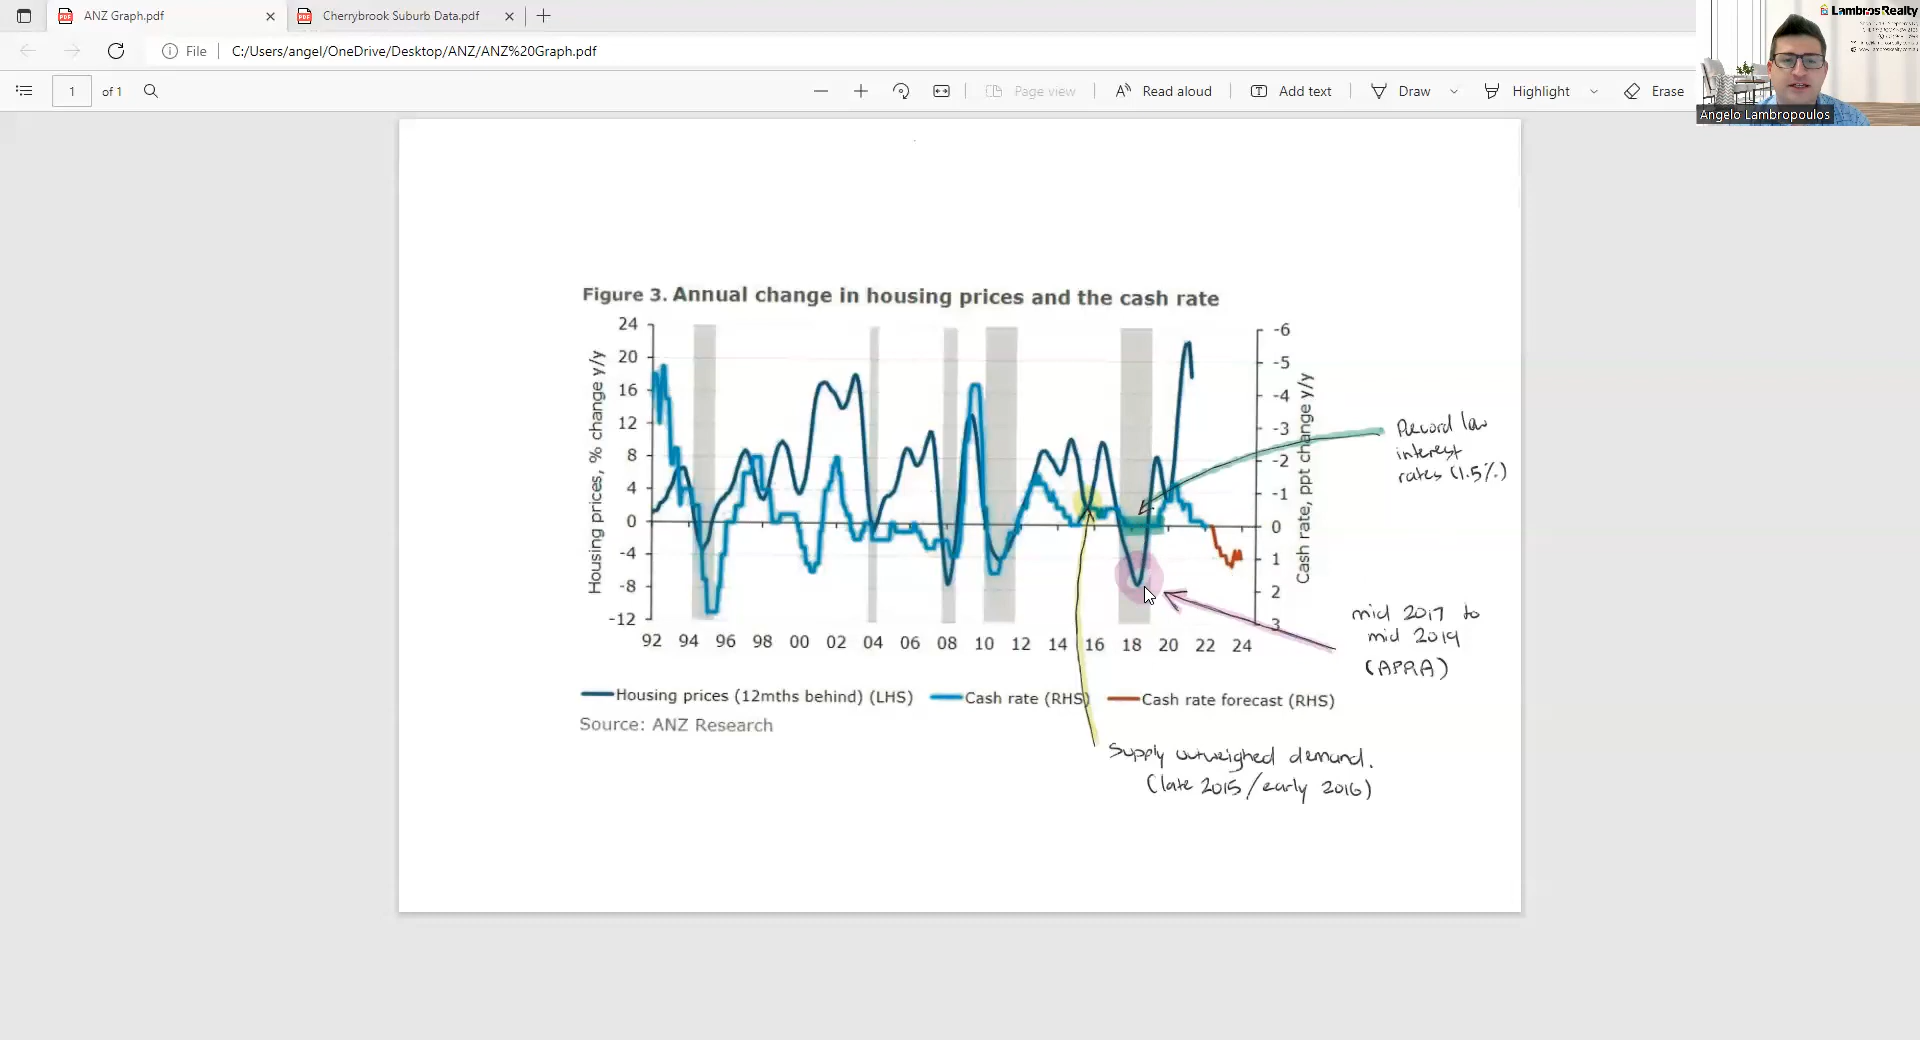 ANZ Graph.pdf
Cherrybrook Suburb Data.pdf
LambrosRealty
File
C:/Users/angel/OneDrive/Desktop/ANZ/ANZ%20Graph.pdf
1 of 1
Page view
Read aloud
Add text
Draw
Highlight
Erase
Angelo Lambropoulos
Figure 3. Annual change in housing prices and the cash rate
Housing prices, % change y/y
24
20
16
12
8
4
0
-4
-8
-12
-6
-5
-4
-3
-2
-1
0
1
2
3
Cash rate, ppt change y/y
92 94 96 98 00 02 04 06 08 10 12 14 16 18 20 22 24
Housing prices (12mths behind) (LHS) Cash rate (RHS) Cash rate forecast (RHS)
Source: ANZ Research
Record low
interest
rates (1.5%)
mid 2017 to
mid 2019
(APRA)
Supply outweighed demand.
(late 2015/early 2016)